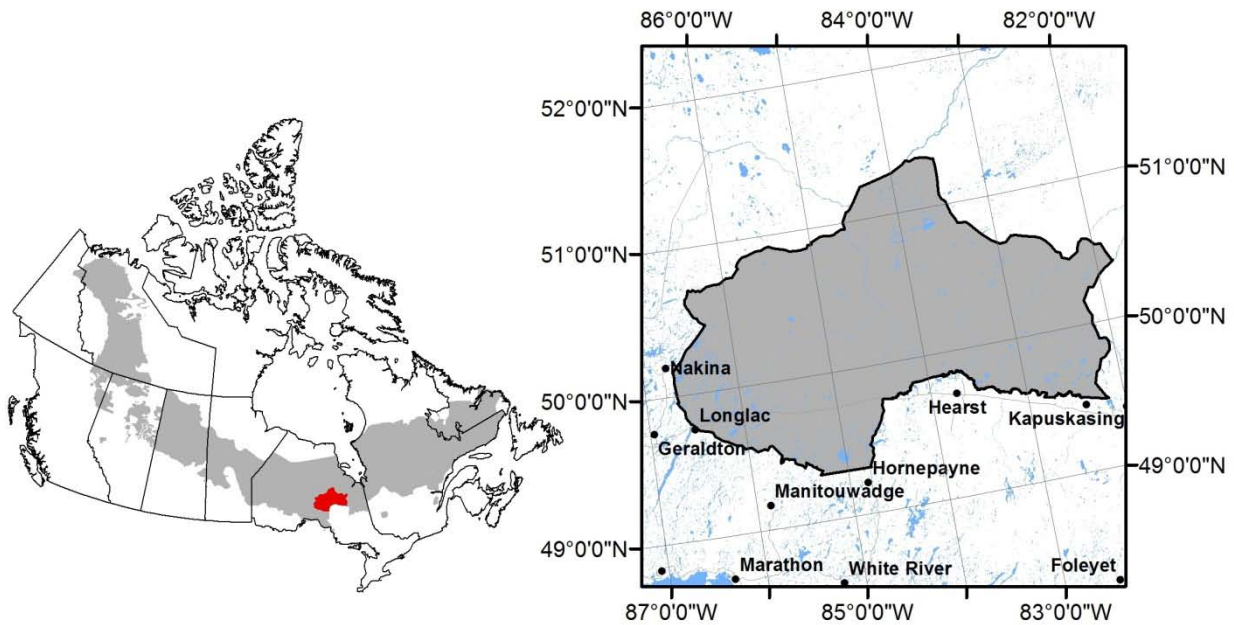 86°0'0"W 84°0'0"W 82°0'0"W
52°0'0"N
51°0'0"N
51°0'0"N
50°0'0"N
Nakina
50°0'0"N
Hearst
Longlac
Kapuskasing
Geraldton
49°0'0"N
Hornepayne
Manitouwadge
49°0'0"N
Marathon
White River
Foleyet
87°0'0"W 85°0'0"W 83°0'0"W